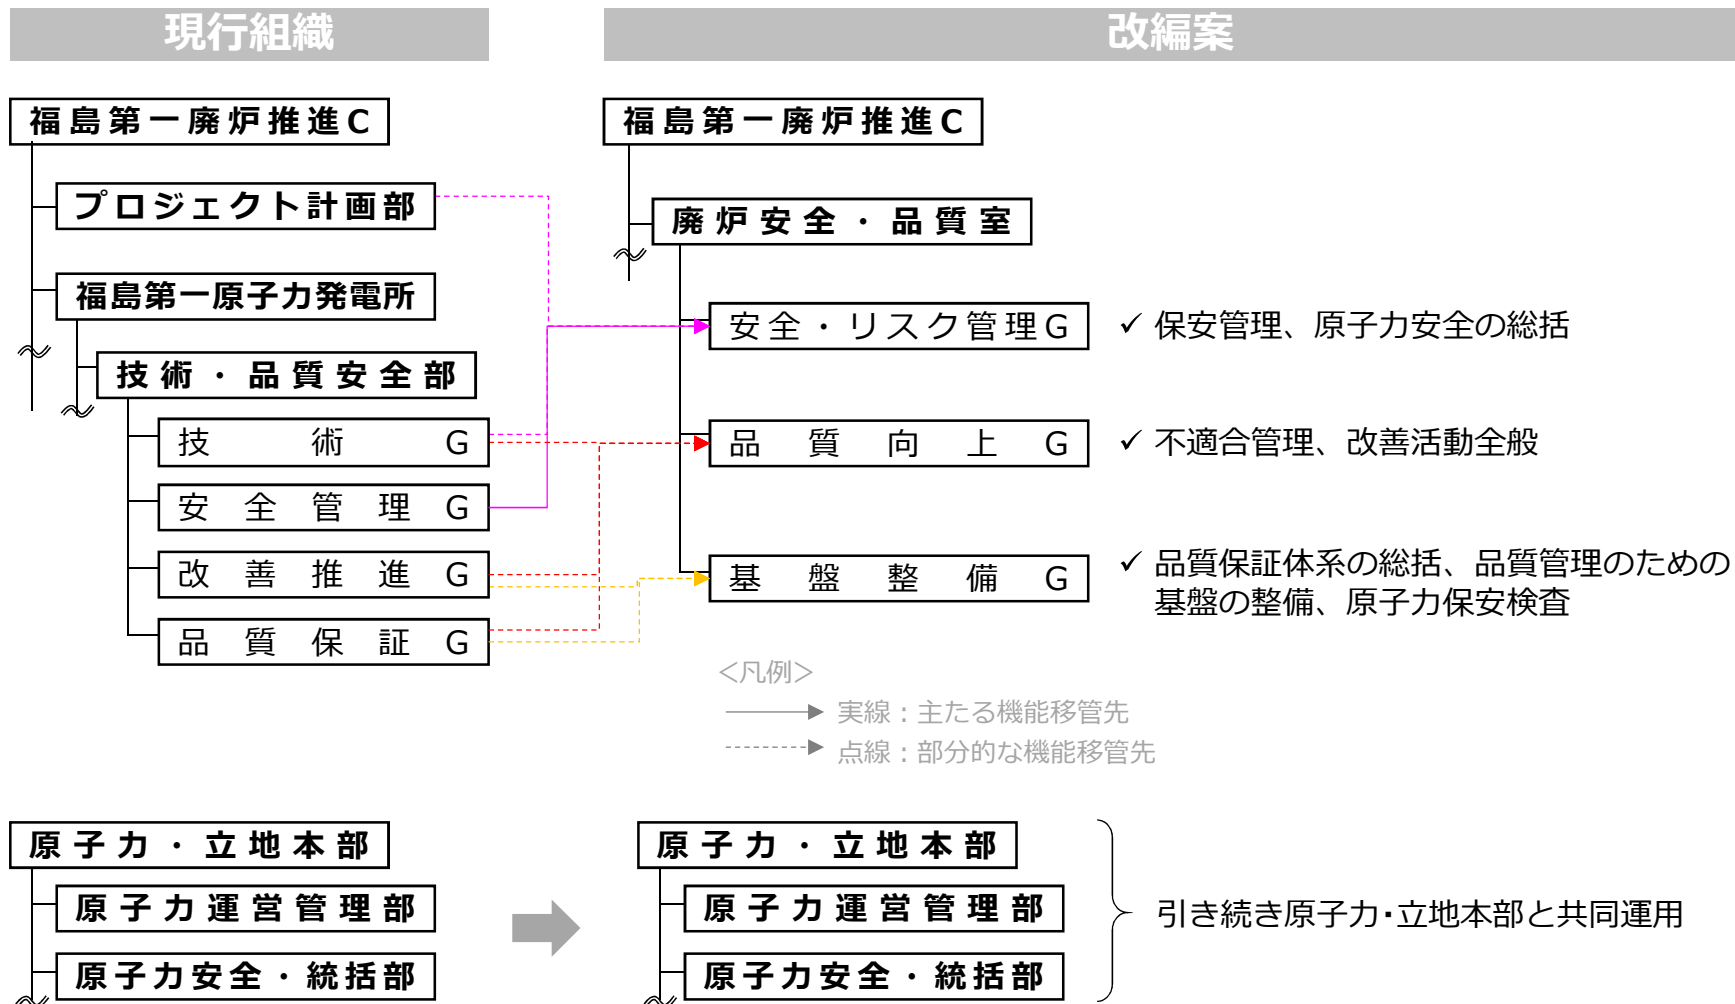 現行組織
改編案
福島第一廃炉推進C
プロジェクト計画部
福島第一原子力発電所
技術・品質安全部
技術G
安全管理G
改善推進G
品質保証G
福島第一廃炉推進C
廃炉安全・品質室
安全・リスク管理G
✓ 保安管理、原子力安全の総括
品質向上G
✓ 不適合管理、改善活動全般
基盤整備G
✓ 品質保証体系の総括、品質管理のための
基盤の整備、原子力保安検査
＜凡例＞
実線：主たる機能移管先
点線：部分的な機能移管先
原子力・立地本部
原子力運営管理部
原子力安全・統括部
原子力・立地本部
原子力運営管理部
原子力安全・統括部
引き続き原子力・立地本部と共同運用